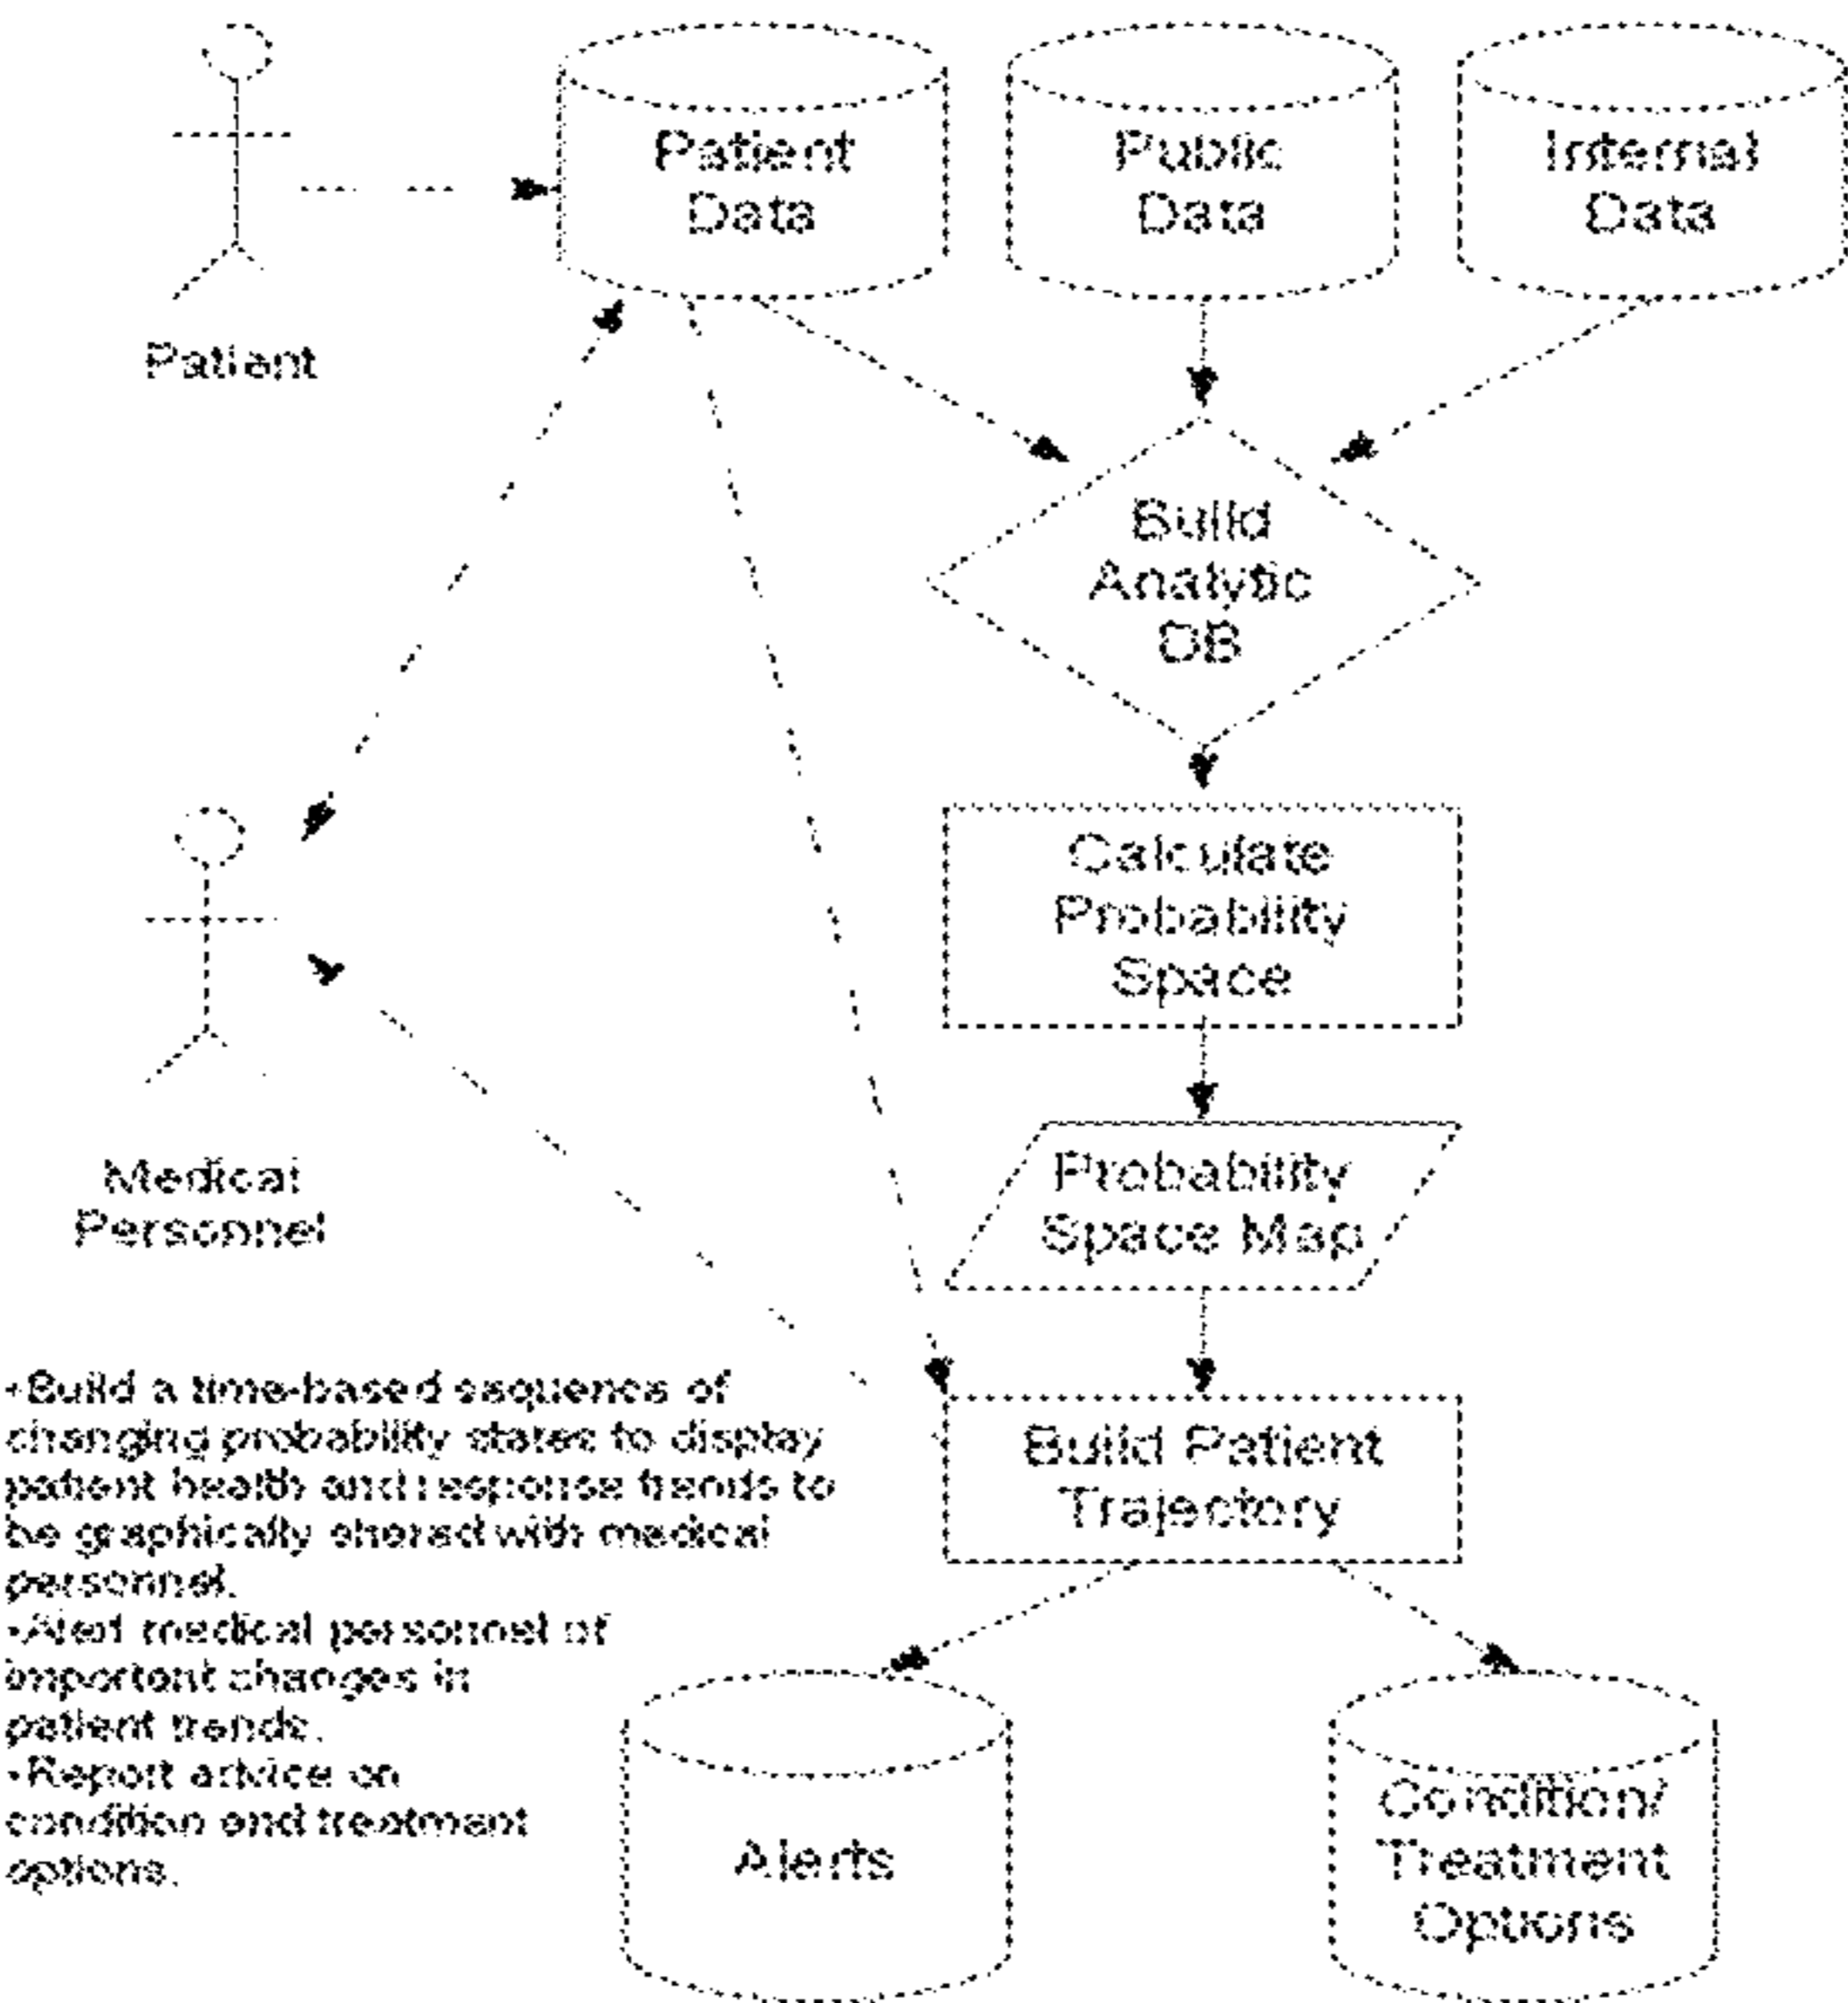 Patient
Data
Public
Data
Internal
Data
Patient
Build
Analytic
DB
Calculate
Probability
Space
Medical
Personnel
Probability
Space Map
•Build a time-based sequence of
changing probability states to display
patient health and response trends to
be graphically shared with medical
personnel.
•Alert medical personnel of
important changes in
patient trends.
•Report advice on
condition and treatment
options.
Build Patient
Trajectory
Alerts
Condition/
Treatment
Options